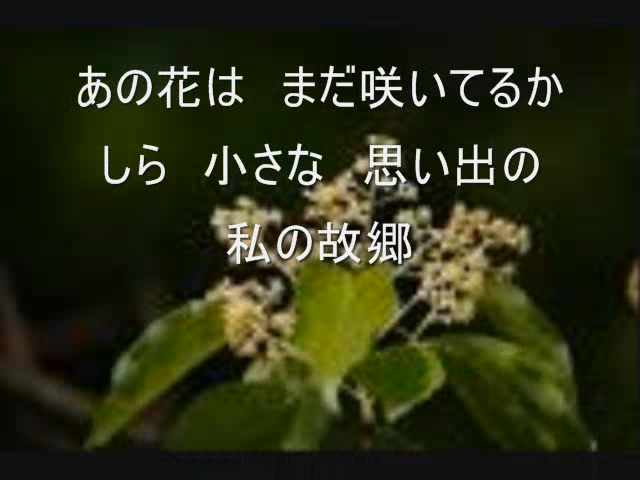 あの花は　まだ咲いてるか
しら　小さな　思い出の
私の故郷